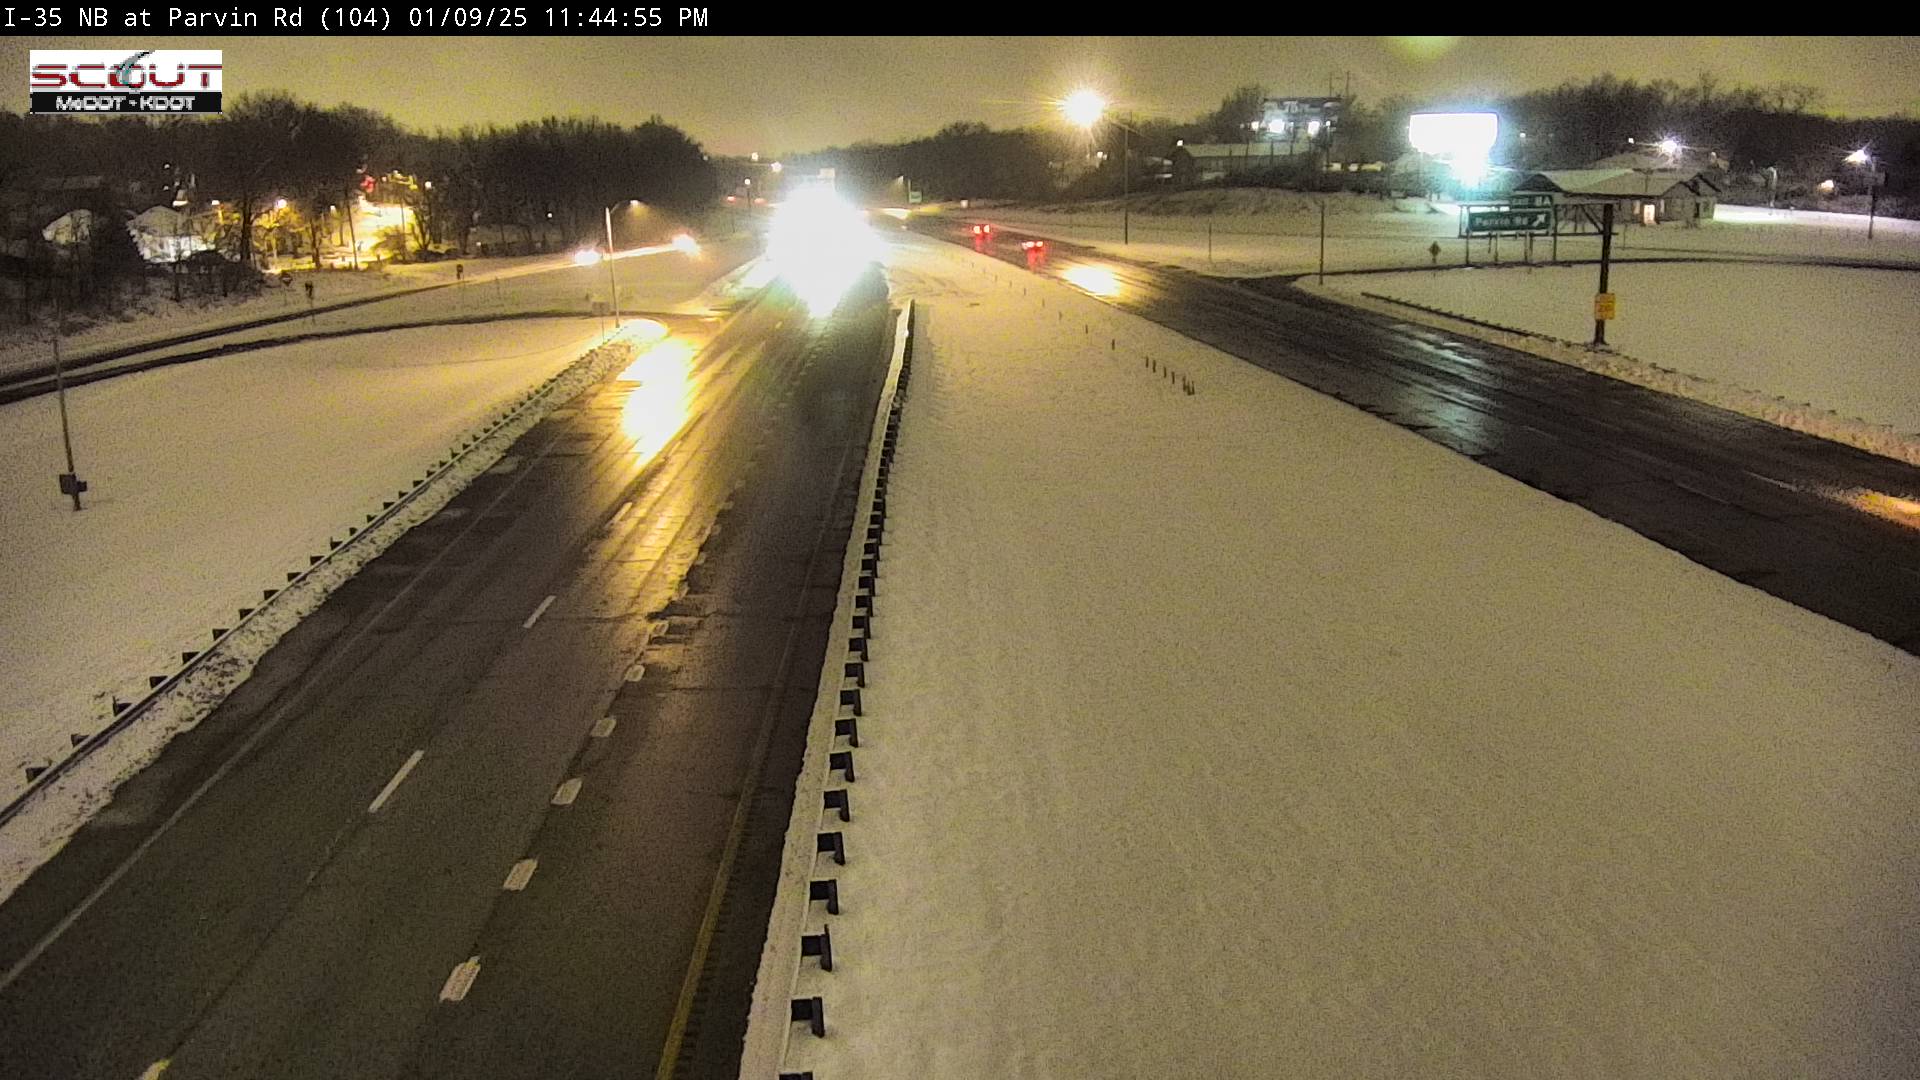 I-35 NB at Parvin Rd (104) 01/09/25 11:44:55 PM
SCOUT
MoDOT - KDOT
Parvin Rd